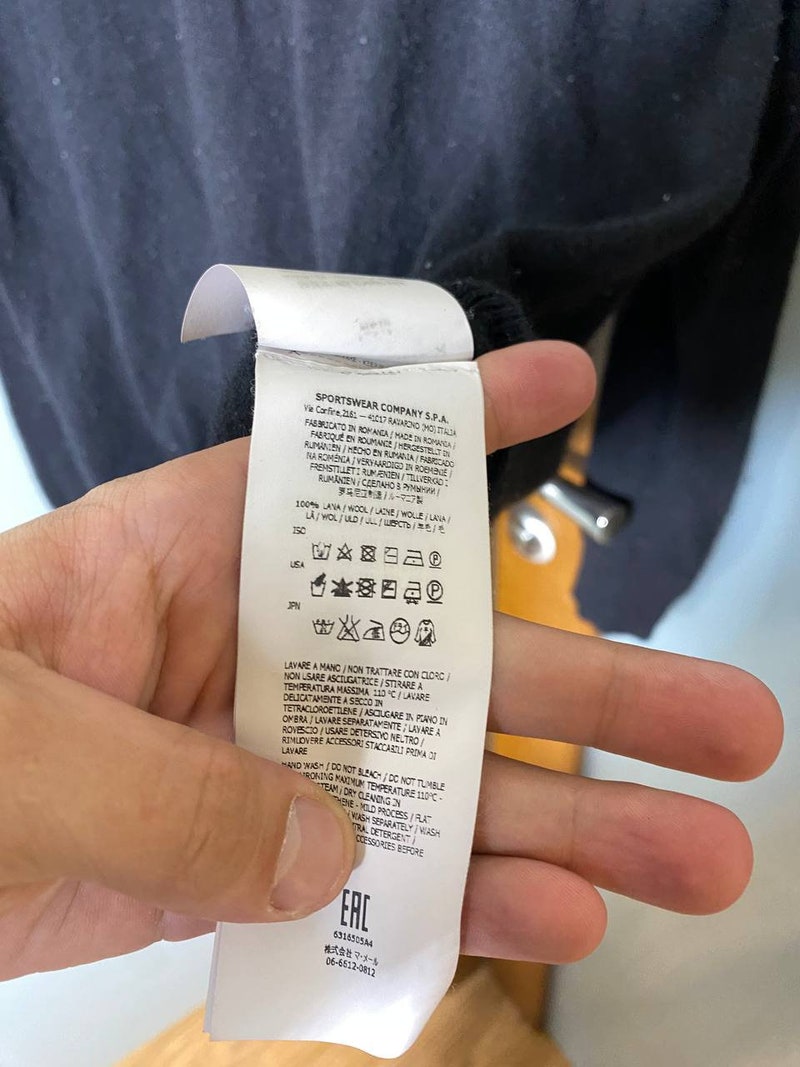 SPORTSWEAR COMPANY S.P.A.
Via Confine,2161 — 41017 RAVARINO (MO) ITALIA
FABBRICATO IN ROMANIA / MADE IN ROMANIA /
FABRIQUÉ EN ROUMANIE / HERGESTELLT IN
RUMÄNIEN / HECHO EN RUMANIA / FABRICADO
NA ROMÉNIA / VERVAARDIGD IN ROEMENIË /
FREMSTILLET I RUMÆNIEN / TILLVERKAD I
RUMÄNIEN / СДЕЛАНО В РУМЫНИИ /
罗马尼亚制造 / ルーマニア製
100% LANA / WOOL / LAINE / WOLLE / LANA /
LÃ / WOL / ULD / ULL / ШЕРСТЬ / 羊毛 / 毛
ISO
P
USA
P
JPN
LAVARE A MANO / NON TRATTARE CON CLORO /
NON USARE ASCIUGATRICE / STIRARE A
TEMPERATURA MASSIMA 110 °C / LAVARE
DELICATAMENTE A SECCO IN
TETRACLOROETILENE / ASCIUGARE IN PIANO IN
OMBRA / LAVARE SEPARATAMENTE / LAVARE A
ROVESCIO / USARE DETERSIVO NEUTRO /
RIMUOVERE ACCESSORI STACCABILI PRIMA DI
LAVARE
HAND WASH / DO NOT BLEACH / DO NOT TUMBLE
IRONING MAXIMUM TEMPERATURE 110°C -
STEAM / DRY CLEANING IN
- MILD PROCESS / FLAT
/ WASH SEPARATELY / WASH
DETERGENT /
ACCESSORIES BEFORE
EAC
6316505A4
株式会社 マ・メール
06-6612-0812